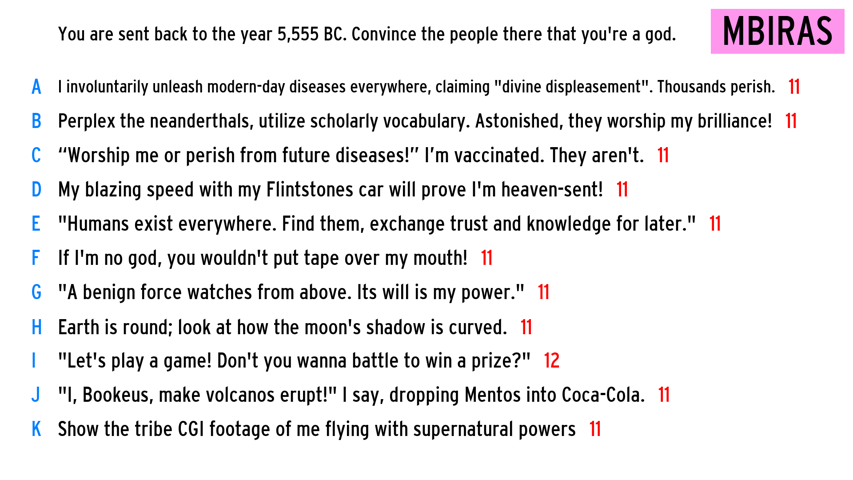 You are sent back to the year 5,555 BC. Convince the people there that you're a god.
MBIRAS
A I involuntarily unleash modern-day diseases everywhere, claiming "divine displeasement". Thousands perish. 11
B Perplex the neanderthals, utilize scholarly vocabulary. Astonished, they worship my brilliance! 11
C “Worship me or perish from future diseases!” I’m vaccinated. They aren't. 11
D My blazing speed with my Flintstones car will prove I'm heaven-sent! 11
E "Humans exist everywhere. Find them, exchange trust and knowledge for later." 11
F If I'm no god, you wouldn't put tape over my mouth! 11
G "A benign force watches from above. Its will is my power." 11
H Earth is round; look at how the moon's shadow is curved. 11
I "Let's play a game! Don't you wanna battle to win a prize?" 12
J "I, Bookeus, make volcanos erupt!" I say, dropping Mentos into Coca-Cola. 11
K Show the tribe CGI footage of me flying with supernatural powers 11